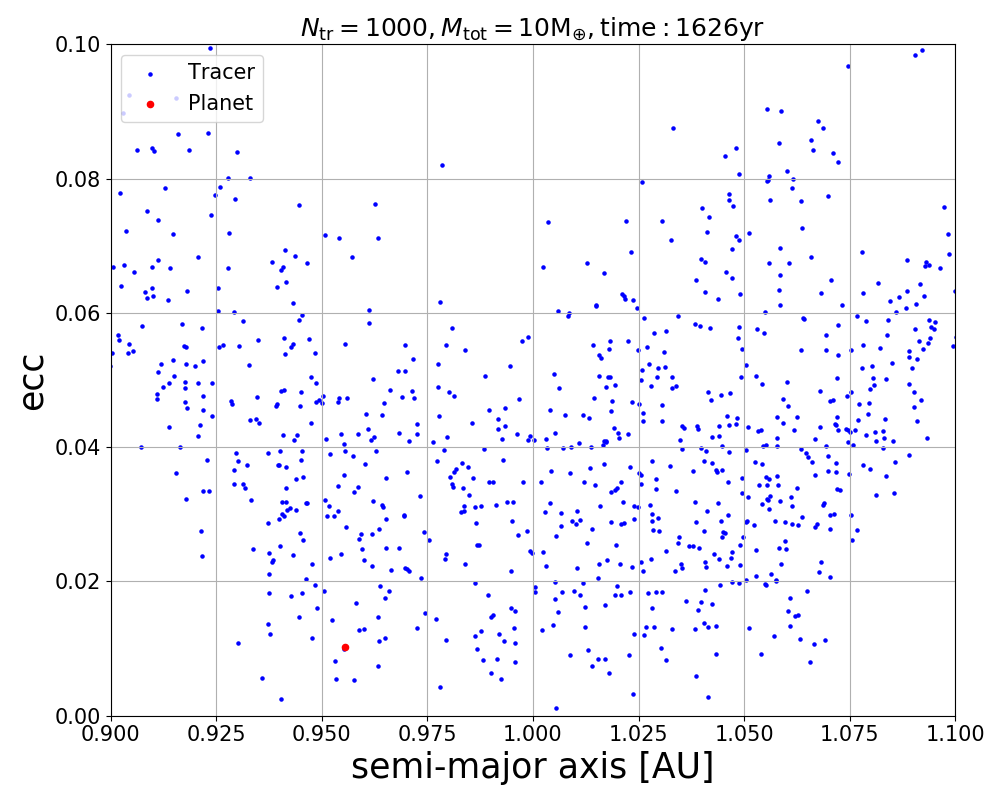 N_tr = 1000, M_tot = 10M_⊕, time : 1626yr
Tracer
Planet
ecc
0.10
0.08
0.06
0.04
0.02
0.00
0.900 0.925 0.950 0.975 1.000 1.025 1.050 1.075 1.100
semi-major axis [AU]